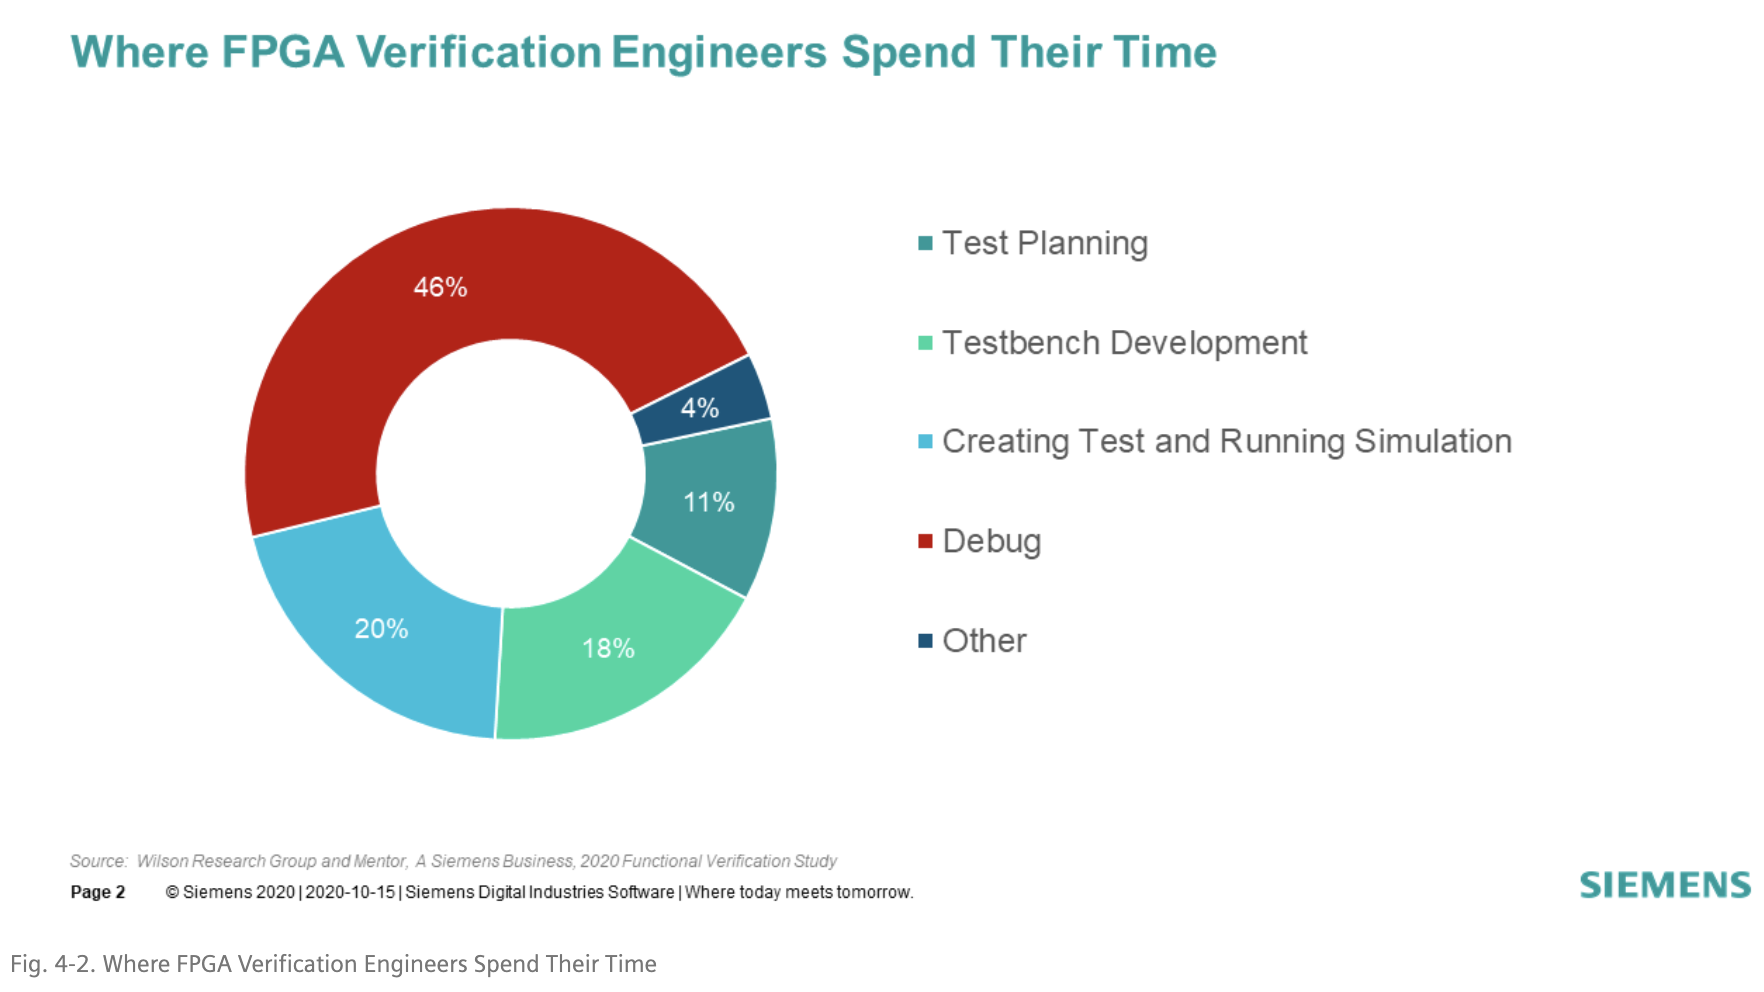 Where FPGA Verification Engineers Spend Their Time
46%
4%
11%
18%
20%
Test Planning
Testbench Development
Creating Test and Running Simulation
Debug
Other
Source: Wilson Research Group and Mentor, A Siemens Business, 2020 Functional Verification Study
Page 2 © Siemens 2020 | 2020-10-15 | Siemens Digital Industries Software | Where today meets tomorrow.
SIEMENS
Fig. 4-2. Where FPGA Verification Engineers Spend Their Time